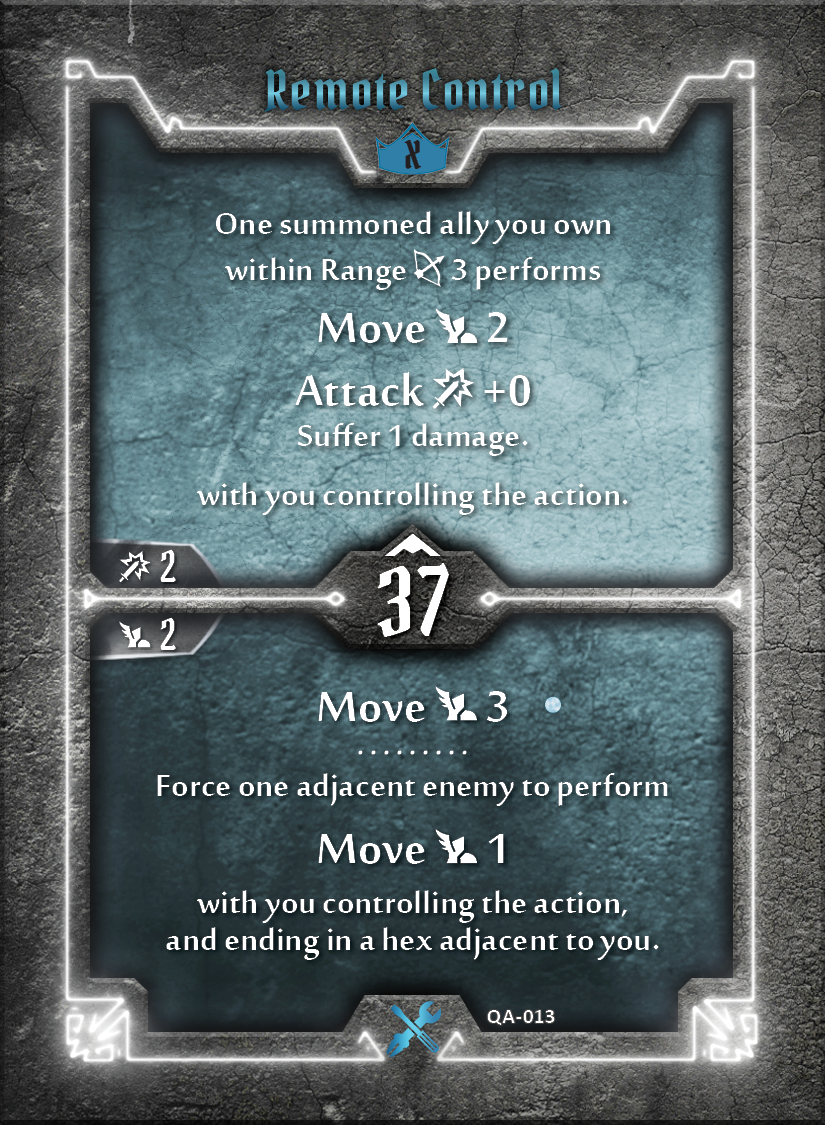 Remote Control
X
One summoned ally you own
within Range 3 performs
Move 2
Attack +0
Suffer 1 damage.
with you controlling the action.
2
37
2
Move 3
.........
Force one adjacent enemy to perform
Move 1
with you controlling the action,
and ending in a hex adjacent to you.
QA-013